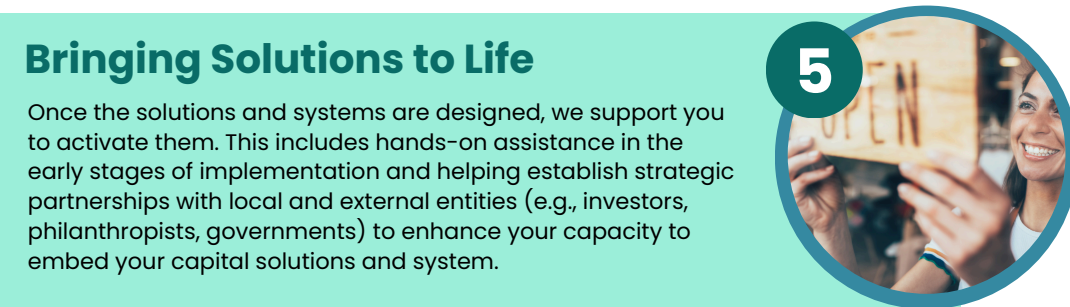 Bringing Solutions to Life
Once the solutions and systems are designed, we support you
to activate them. This includes hands-on assistance in the
early stages of implementation and helping establish strategic
partnerships with local and external entities (e.g., investors,
philanthropists, governments) to enhance your capacity to
embed your capital solutions and system.
5
OPEN